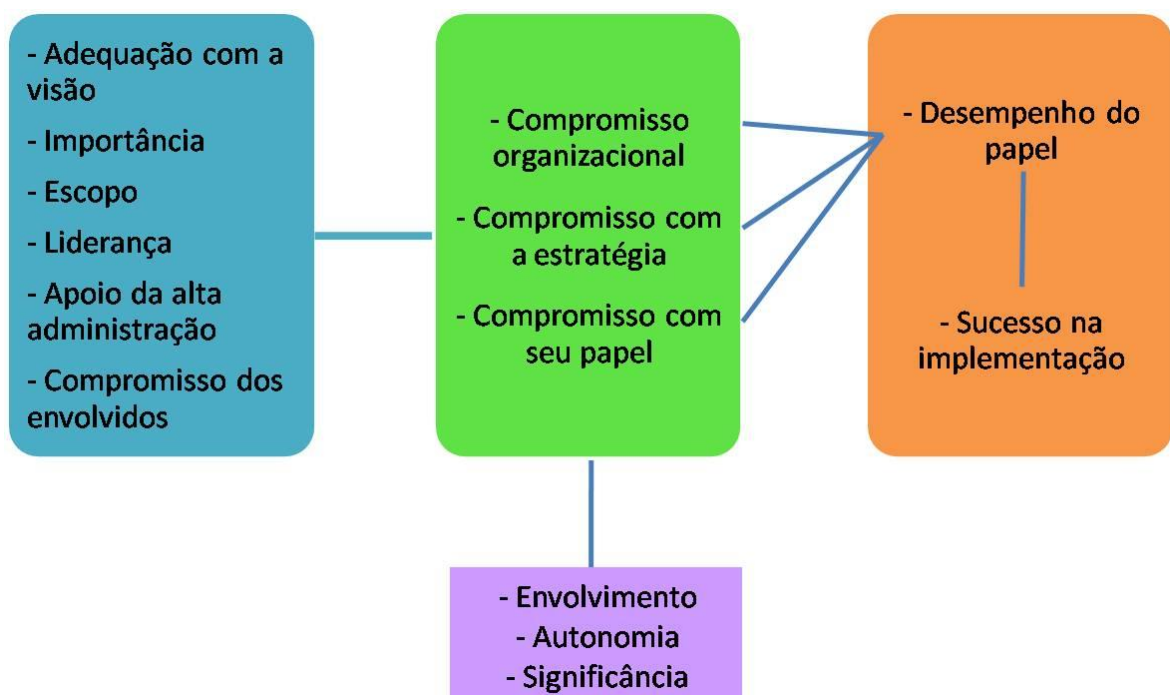 - Adequação com a
visão
- Importância
- Escopo
- Liderança
- Apoio da alta
administração
- Compromisso dos
envolvidos
- Compromisso
organizacional
- Compromisso com
a estratégia
- Compromisso com
seu papel
- Desempenho do
papel
- Sucesso na
implementação
- Envolvimento
- Autonomia
- Significância